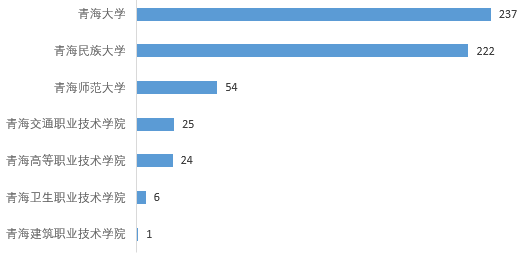 青海大学 237
青海民族大学 222
青海师范大学 54
青海交通职业技术学院 25
青海高等职业技术学院 24
青海卫生职业技术学院 6
青海建筑职业技术学院 1